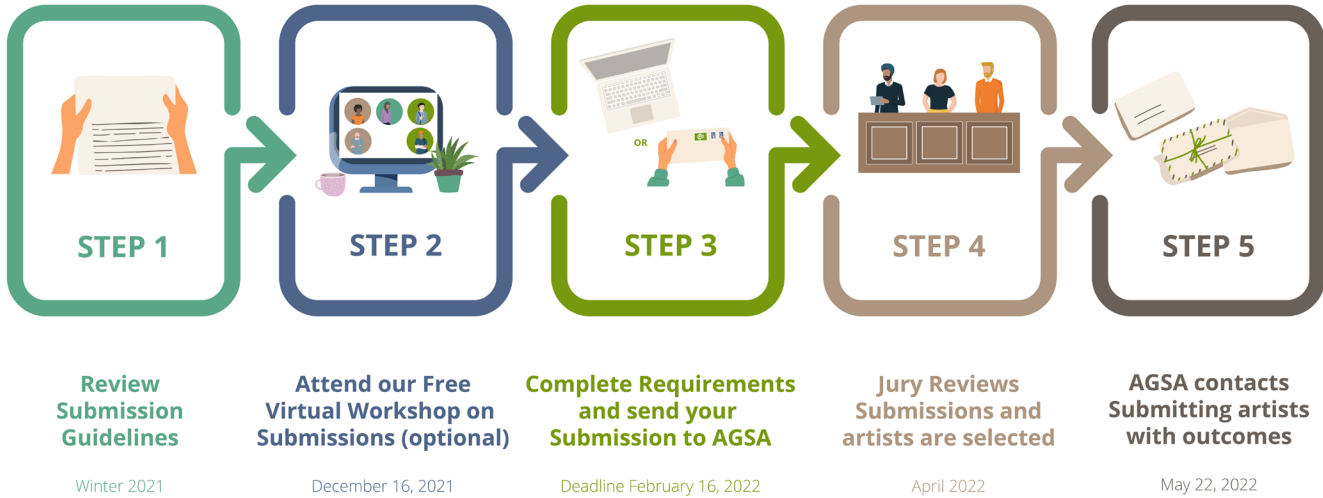 OR
STEP 1
STEP 2
STEP 3
STEP 4
STEP 5
Review
Submission
Guidelines
Winter 2021
Attend our Free
Virtual Workshop on
Submissions (optional)
December 16, 2021
Complete Requirements
and send your
Submission to AGSA
Deadline February 16, 2022
Jury Reviews
Submissions and
artists are selected
April 2022
AGSA contacts
Submitting artists
with outcomes
May 22, 2022